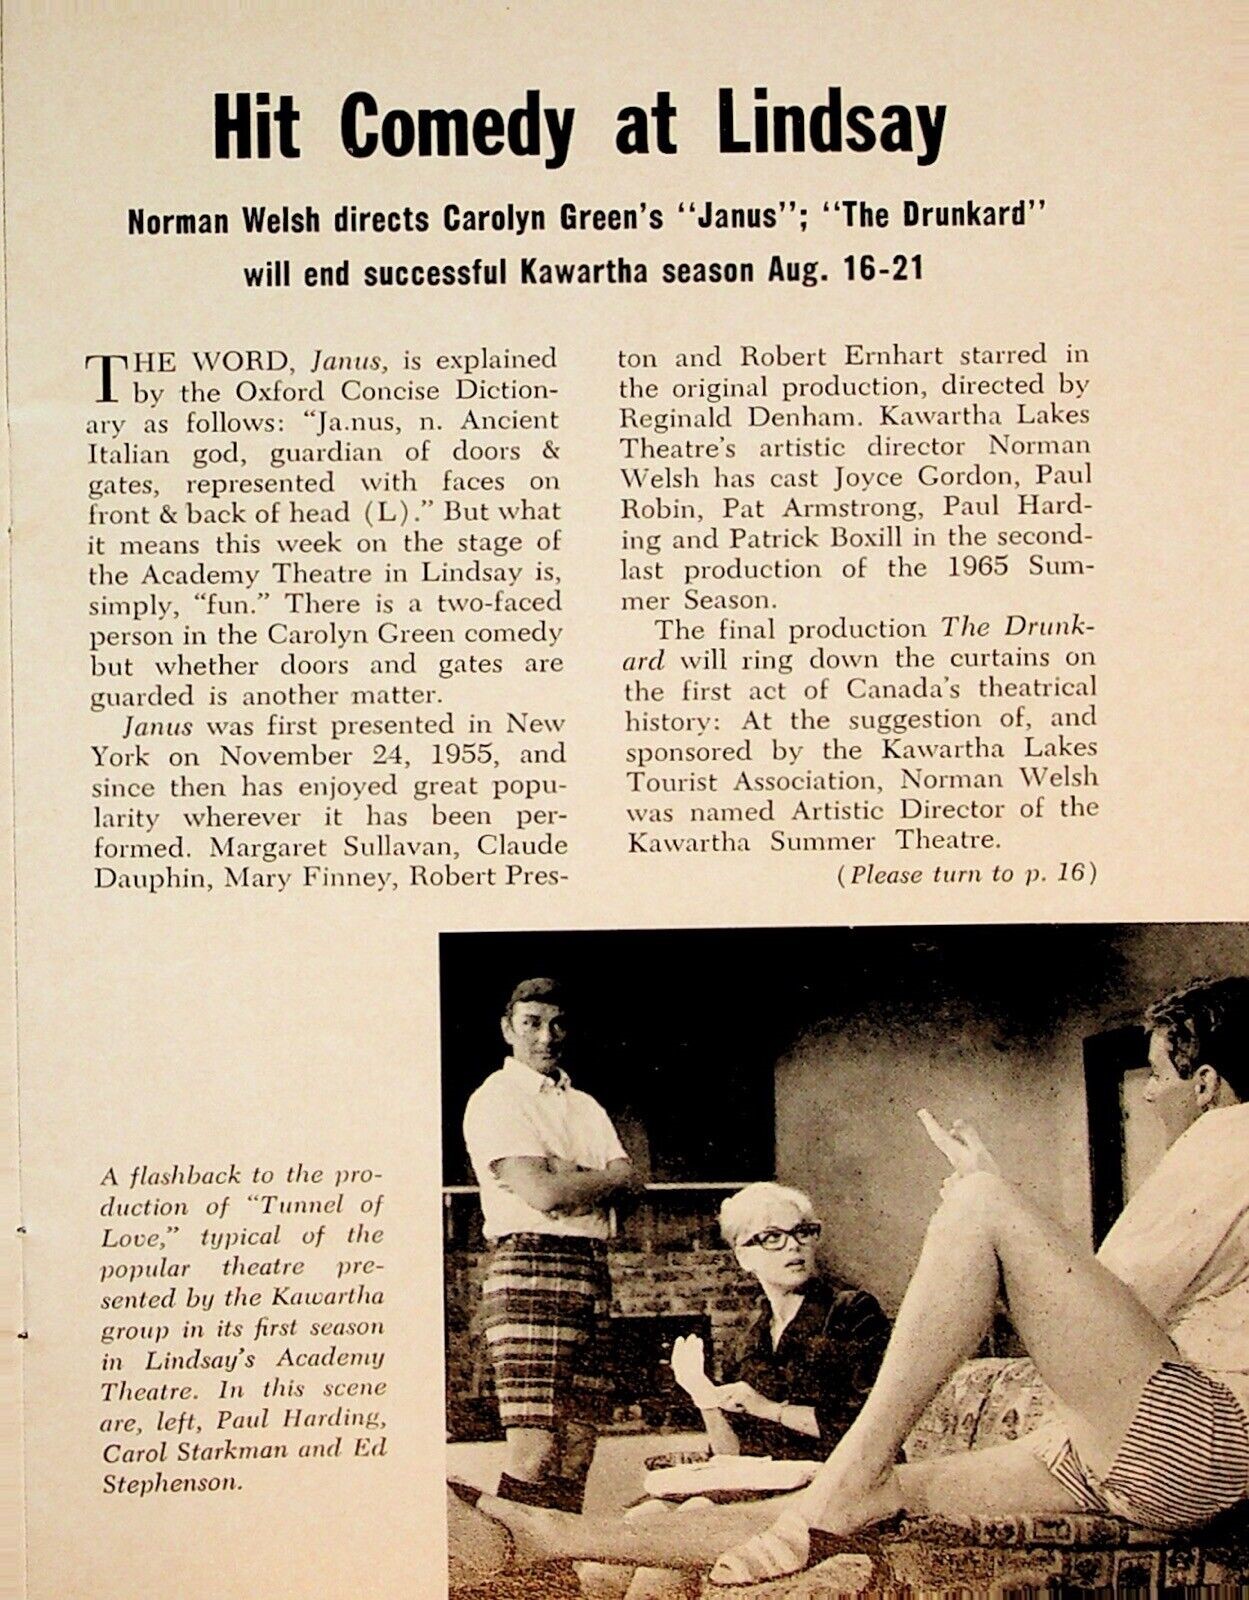 Hit Comedy at Lindsay
Norman Welsh directs Carolyn Green's "Janus"; "The Drunkard"
will end successful Kawartha season Aug. 16-21
THE WORD, Janus, is explained
by the Oxford Concise Diction-
ary as follows: "Ja.nus, n. Ancient
Italian god, guardian of doors &
gates, represented with faces on
front & back of head (L)." But what
it means this week on the stage of
the Academy Theatre in Lindsay is,
simply, "fun." There is a two-faced
person in the Carolyn Green comedy
but whether doors and gates are
guarded is another matter.
Janus was first presented in New
York on November 24, 1955, and
since then has enjoyed great popu-
larity wherever it has been per-
formed. Margaret Sullavan, Claude
Dauphin, Mary Finney, Robert Pres-
ton and Robert Ernhart starred in
the original production, directed by
Reginald Denham. Kawartha Lakes
Theatre's artistic director Norman
Welsh has cast Joyce Gordon, Paul
Robin, Pat Armstrong, Paul Hard-
ing and Patrick Boxill in the second-
last production of the 1965 Sum-
mer Season.
The final production The Drunk-
ard will ring down the curtains on
the first act of Canada's theatrical
history: At the suggestion of, and
sponsored by the Kawartha Lakes
Tourist Association, Norman Welsh
was named Artistic Director of the
Kawartha Summer Theatre.
(Please turn to p. 16)
A flashback to the pro-
duction of "Tunnel of
Love," typical of the
popular theatre pre-
sented by the Kawartha
group in its first season
in Lindsay's Academy
Theatre. In this scene
are, left, Paul Harding,
Carol Starkman and Ed
Stephenson.